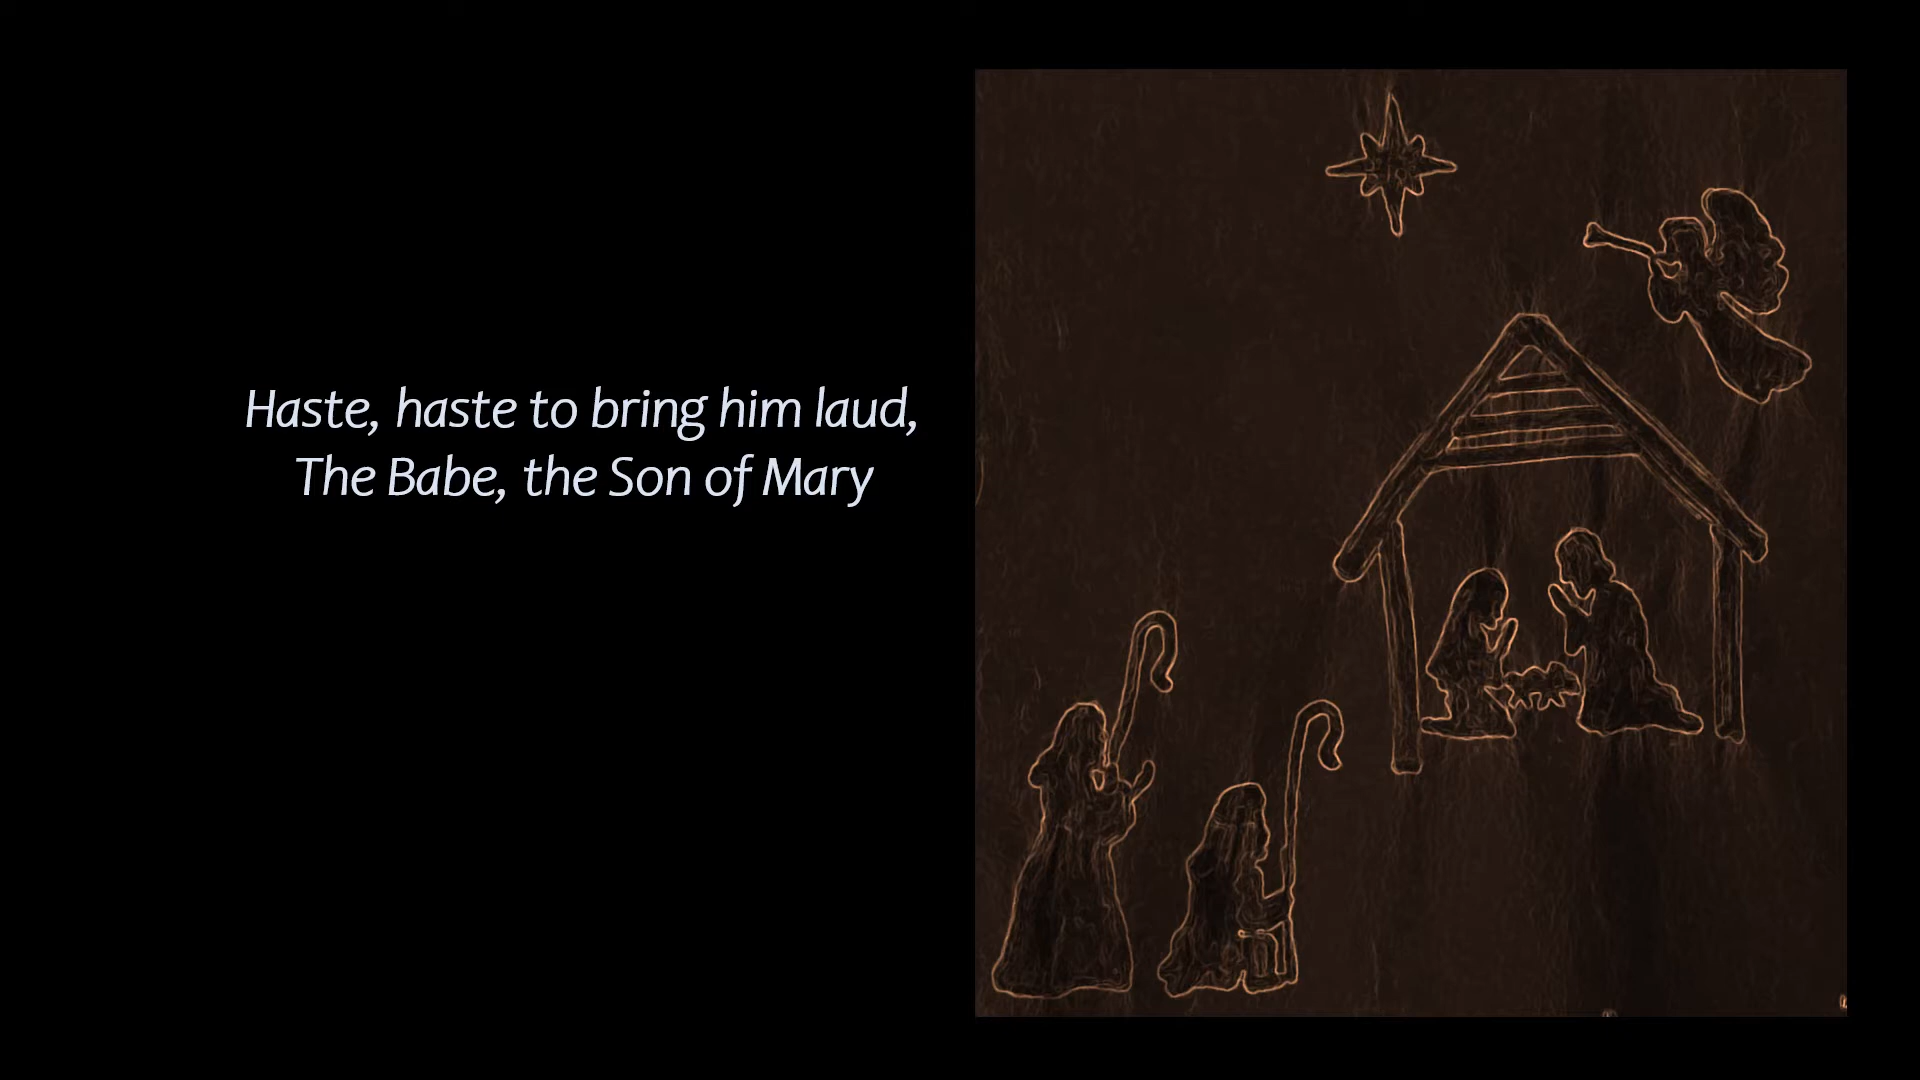 Haste, haste to bring him laud,
The Babe, the Son of Mary